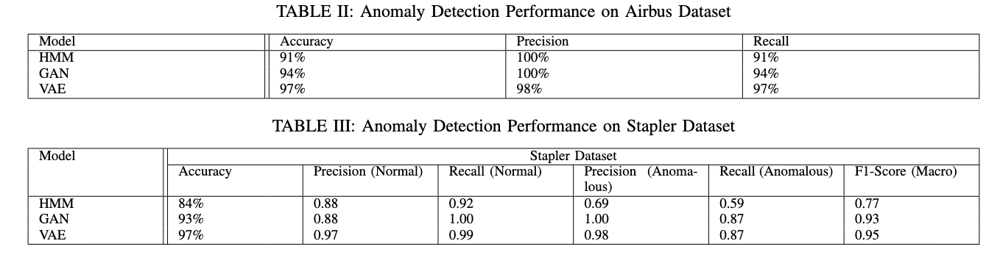 TABLE II: Anomaly Detection Performance on Airbus Dataset
Model Accuracy Precision Recall
HMM 91% 100% 91%
GAN 94% 100% 94%
VAE 97% 98% 97%
TABLE III: Anomaly Detection Performance on Stapler Dataset
Model Stapler Dataset
Accuracy Precision (Normal) Recall (Normal) Precision (Anoma- Recall (Anomalous) F1-Score (Macro)
lous)
HMM 84% 0.88 0.92 0.69 0.59 0.77
GAN 93% 0.88 1.00 1.00 0.87 0.93
VAE 97% 0.97 0.99 0.98 0.87 0.95